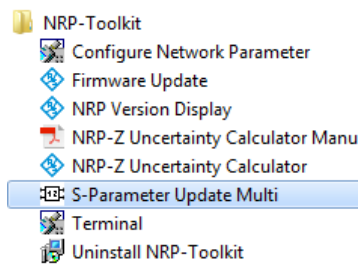 NRP-Toolkit
Configure Network Parameter
Firmware Update
NRP Version Display
NRP-Z Uncertainty Calculator Manu
NRP-Z Uncertainty Calculator
S-Parameter Update Multi
Terminal
Uninstall NRP-Toolkit